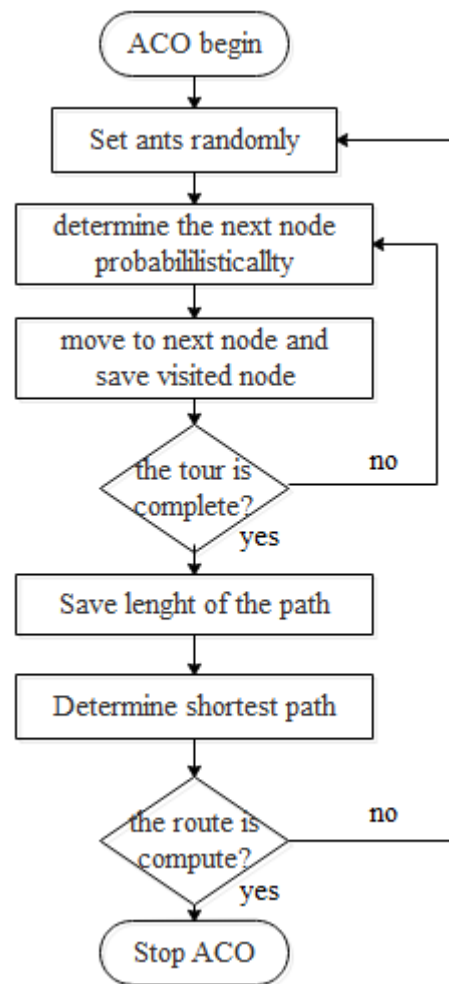 ACO begin
Set ants randomly
determine the next node
probabililisticallty
move to next node and
save visited node
the tour is
complete?
no
yes
Save lenght of the path
Determine shortest path
the route is
compute?
no
yes
Stop ACO